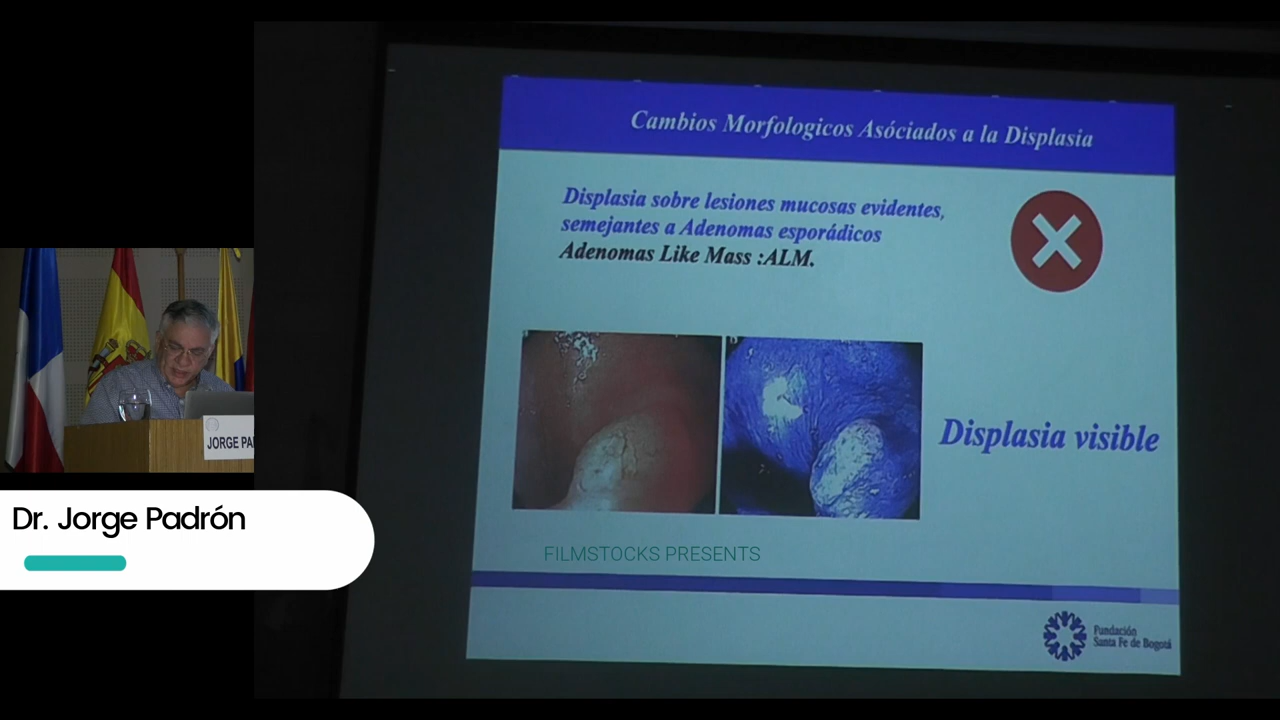 Cambios Morfologicos Asóciados a la Displasia
Displasia sobre lesiones mucosas evidentes,
semejantes a Adenomas esporádicos
Adenomas Like Mass :ALM.
Displasia visible
FILMSTOCKS PRESENTS
Fundación
Santa Fe de Bogotá
JORGE PA
Dr. Jorge Padrón